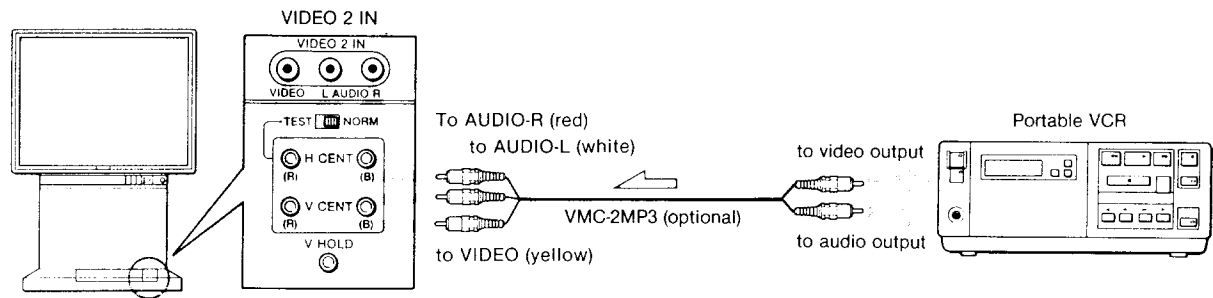 VIDEO 2 IN
VIDEO 2 IN
VIDEO L AUDIO R
TEST NORM
H CENT
(R) (B)
V CENT
(R) (B)
V HOLD
To AUDIO-R (red)
to AUDIO-L (white)
to VIDEO (yellow)
VMC-2MP3 (optional)
to video output
to audio output
Portable VCR